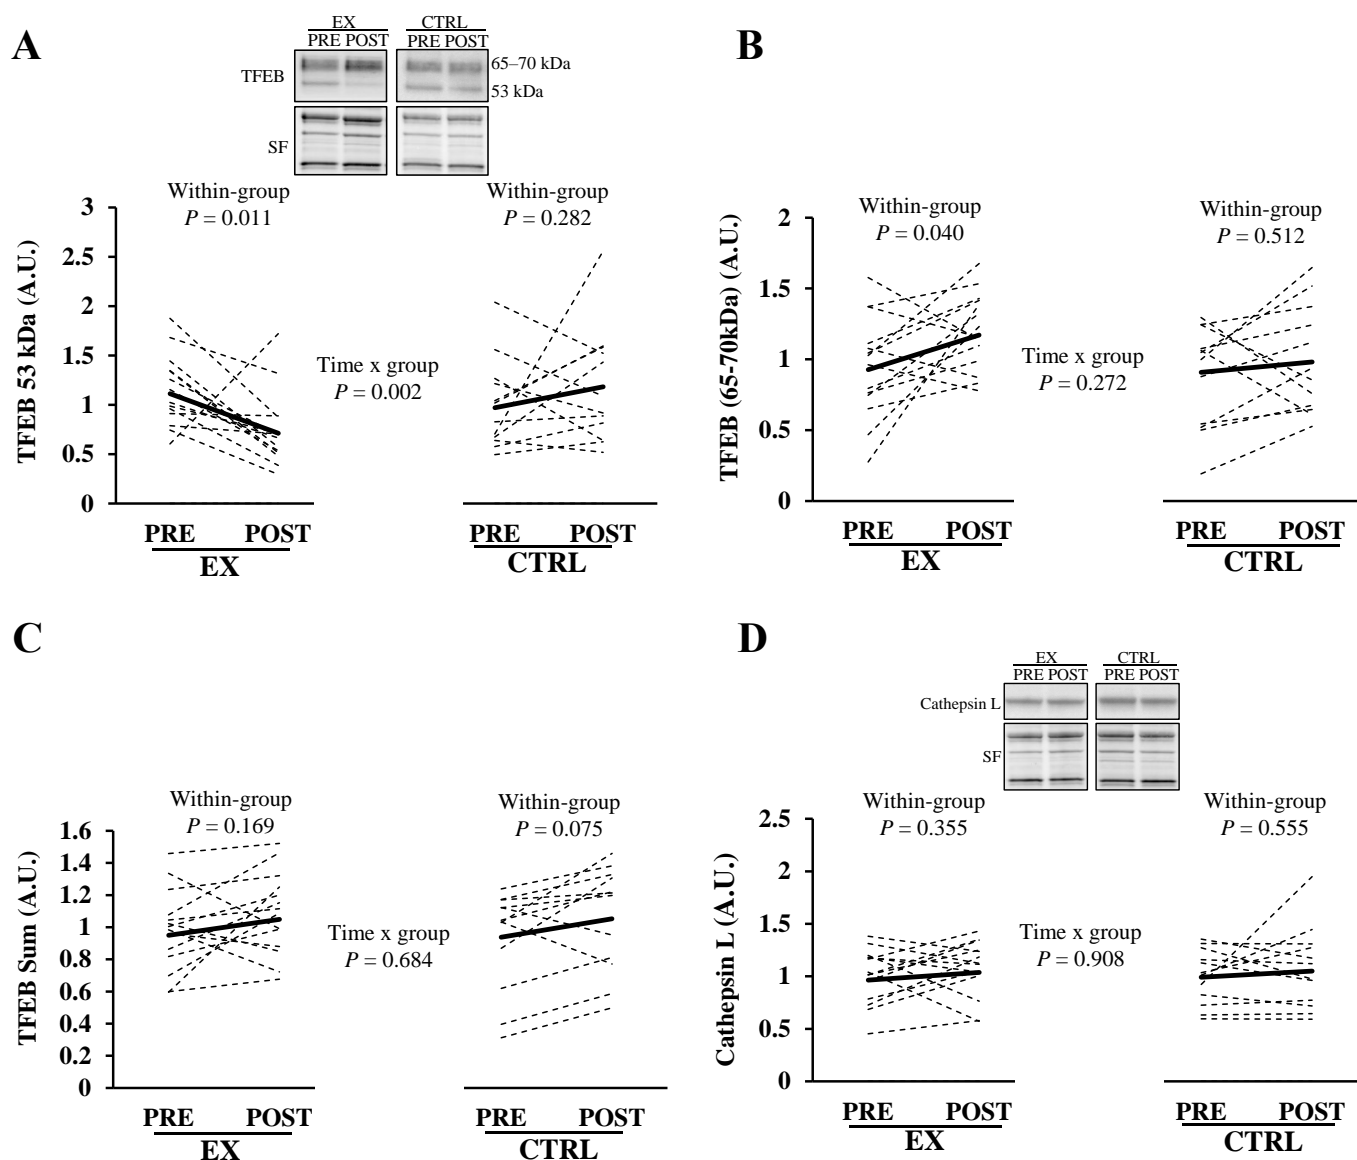 A
EX CTRL
PRE POST PRE POST
TFEB
65–70 kDa
53 kDa
SF
Within-group
P = 0.011
Within-group
P = 0.282
TFEB 53 kDa (A.U.)
3
2.5
2
1.5
1
0.5
0
Time x group
P = 0.002
PRE POST PRE POST
EX CTRL
B
Within-group
P = 0.040
Within-group
P = 0.512
TFEB (65-70kDa) (A.U.)
2
1.5
1
0.5
0
Time x group
P = 0.272
PRE POST PRE POST
EX CTRL
C
Within-group
P = 0.169
Within-group
P = 0.075
TFEB Sum (A.U.)
1.6
1.4
1.2
1
0.8
0.6
0.4
0.2
0
Time x group
P = 0.684
PRE POST PRE POST
EX CTRL
D
EX CTRL
PRE POST PRE POST
Cathepsin L
SF
Within-group
P = 0.355
Within-group
P = 0.555
Cathepsin L (A.U.)
2.5
2
1.5
1
0.5
0
Time x group
P = 0.908
PRE POST PRE POST
EX CTRL